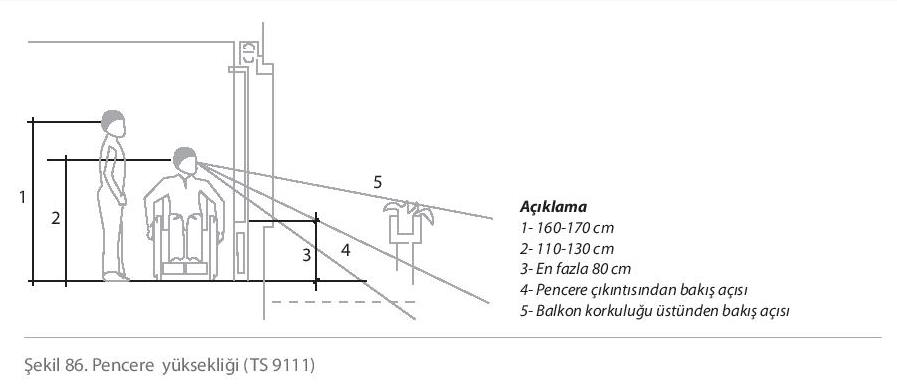 1
2
5
3
4
Açıklama
1- 160-170 cm
2- 110-130 cm
3- En fazla 80 cm
4- Pencere çıkıntısından bakış açısı
5- Balkon korkuluğu üstünden bakış açısı
Şekil 86. Pencere yüksekliği (TS 9111)